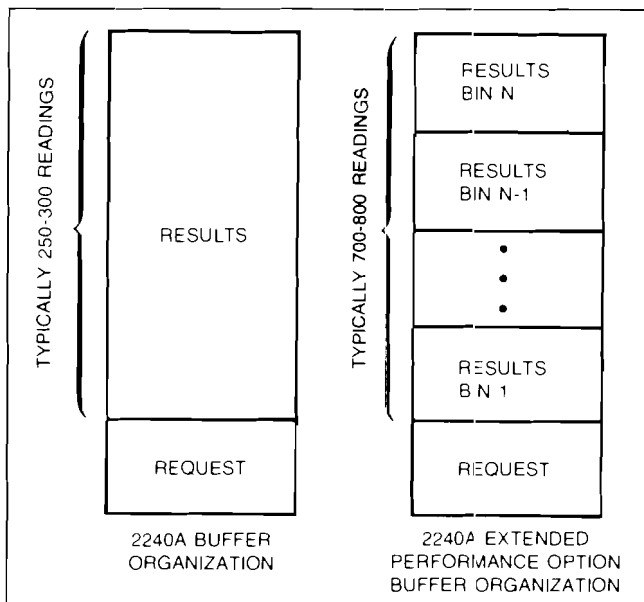 TYPICALLY 250-300 READINGS
RESULTS
REQUEST
2240A BUFFER
ORGANIZATION
TYPICALLY 700-800 READINGS
RESULTS
BIN N
RESULTS
BIN N-1
RESULTS
BIN 1
REQUEST
2240A EXTENDED
PERFORMANCE OPTION
BUFFER ORGANIZATION